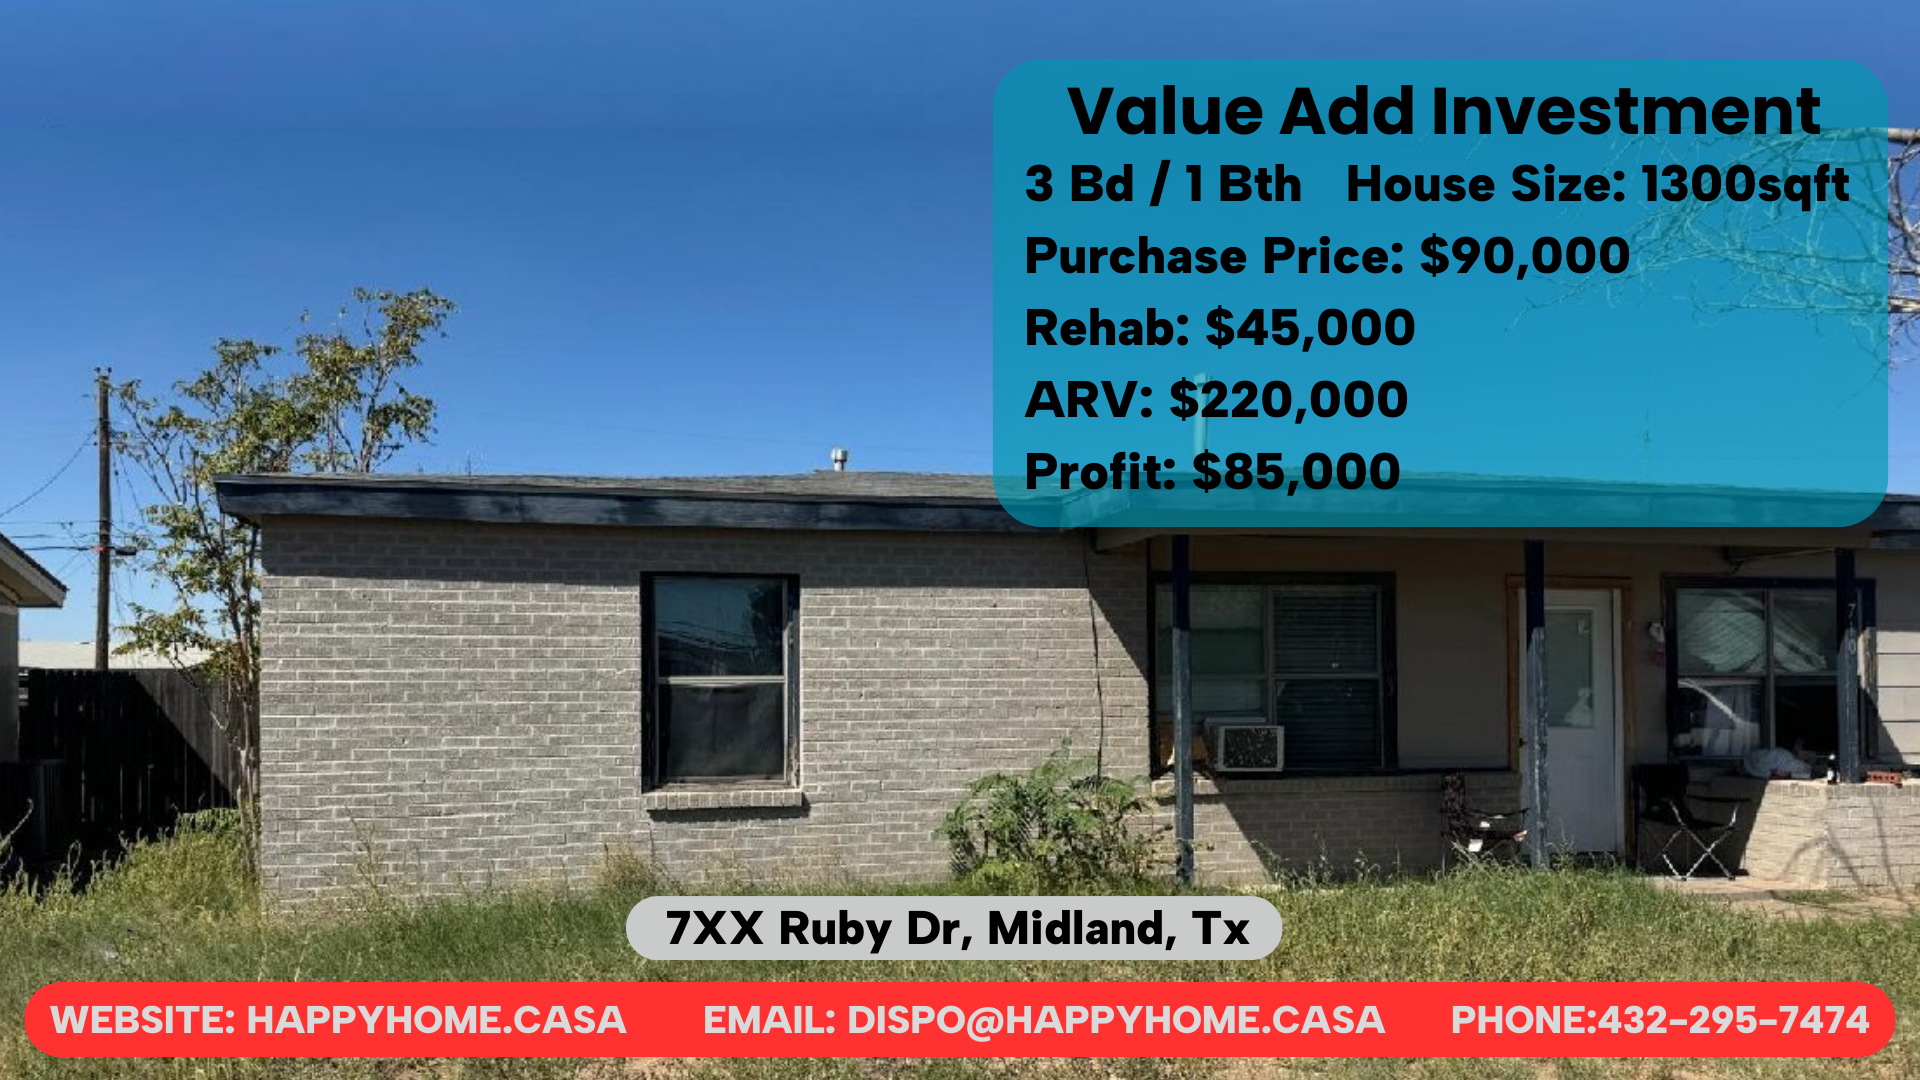 Value Add Investment
3 Bd / 1 Bth House Size: 1300sqft
Purchase Price: $90,000
Rehab: $45,000
ARV: $220,000
Profit: $85,000
7XX Ruby Dr, Midland, Tx
WEBSITE: HAPPYHOME.CASA EMAIL: DISPO@HAPPYHOME.CASA PHONE:432-295-7474